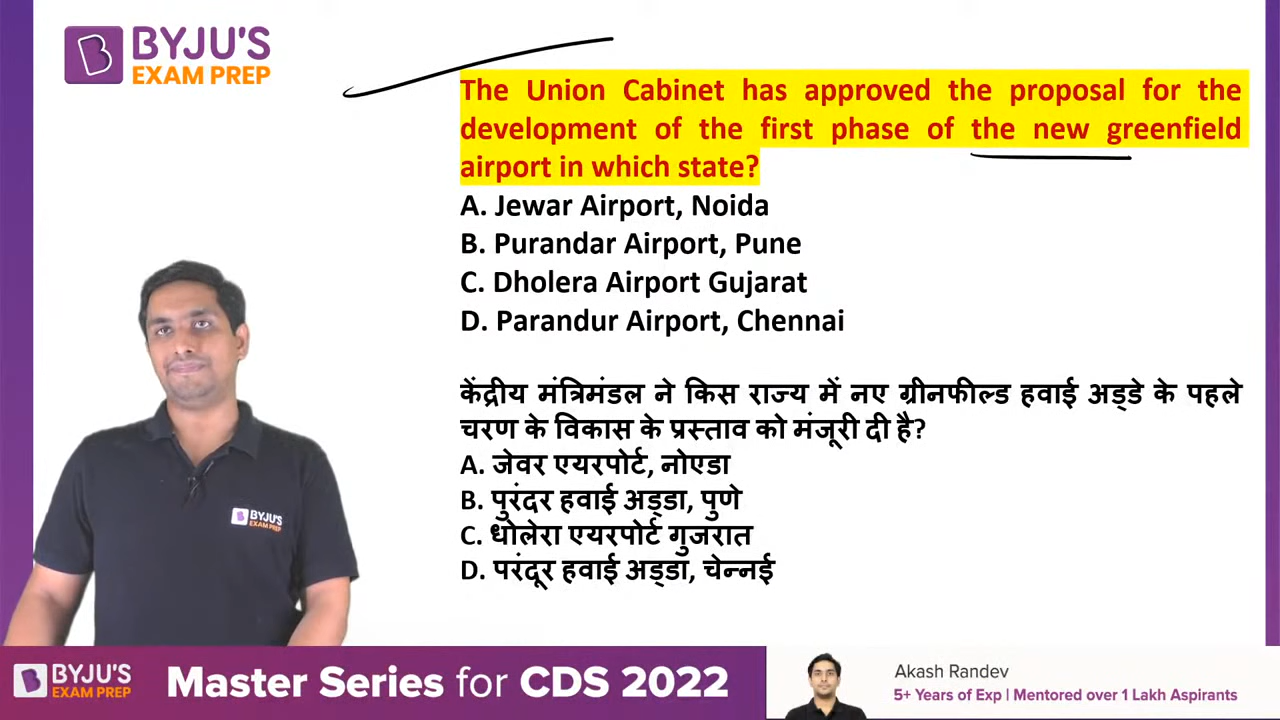 BYJU'S
EXAM PREP
The Union Cabinet has approved the proposal for the
development of the first phase of the new greenfield
airport in which state?
A. Jewar Airport, Noida
B. Purandar Airport, Pune
C. Dholera Airport Gujarat
D. Parandur Airport, Chennai
केंद्रीय मंत्रिमंडल ने किस राज्य में नए ग्रीनफील्ड हवाई अड्डे के पहले
चरण के विकास के प्रस्ताव को मंजूरी दी है?
A. जेवर एयरपोर्ट, नोएडा
B. पुरंदर हवाई अड्डा, पुणे
C. धोलेरा एयरपोर्ट गुजरात
D. परंदूर हवाई अड्डा, चेन्नई
BYJU'S
EXAM PREP
BYJU'S
EXAM PREP
Master Series for CDS 2022
Akash Randev
5+ Years of Exp | Mentored over 1 Lakh Aspirants